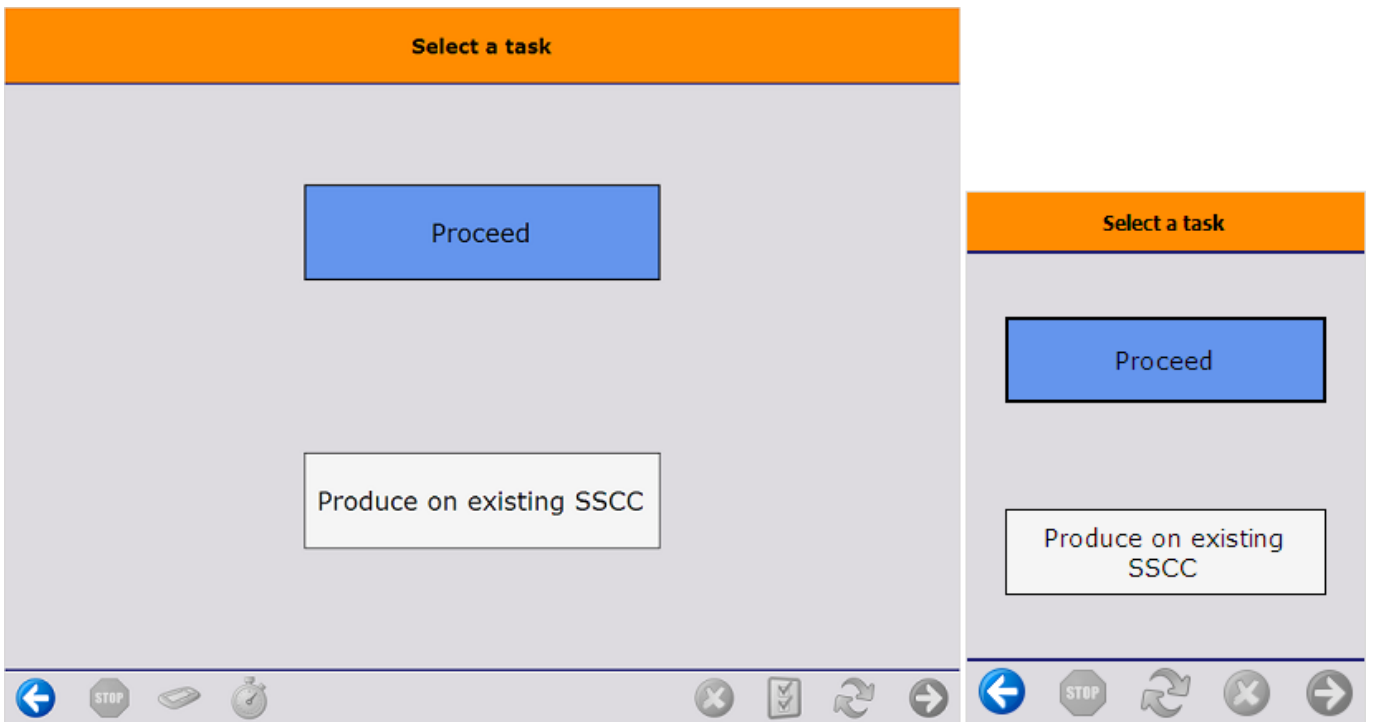 Select a task
Proceed
Produce on existing SSCC
STOP
Select a task
Proceed
Produce on existing
SSCC
STOP